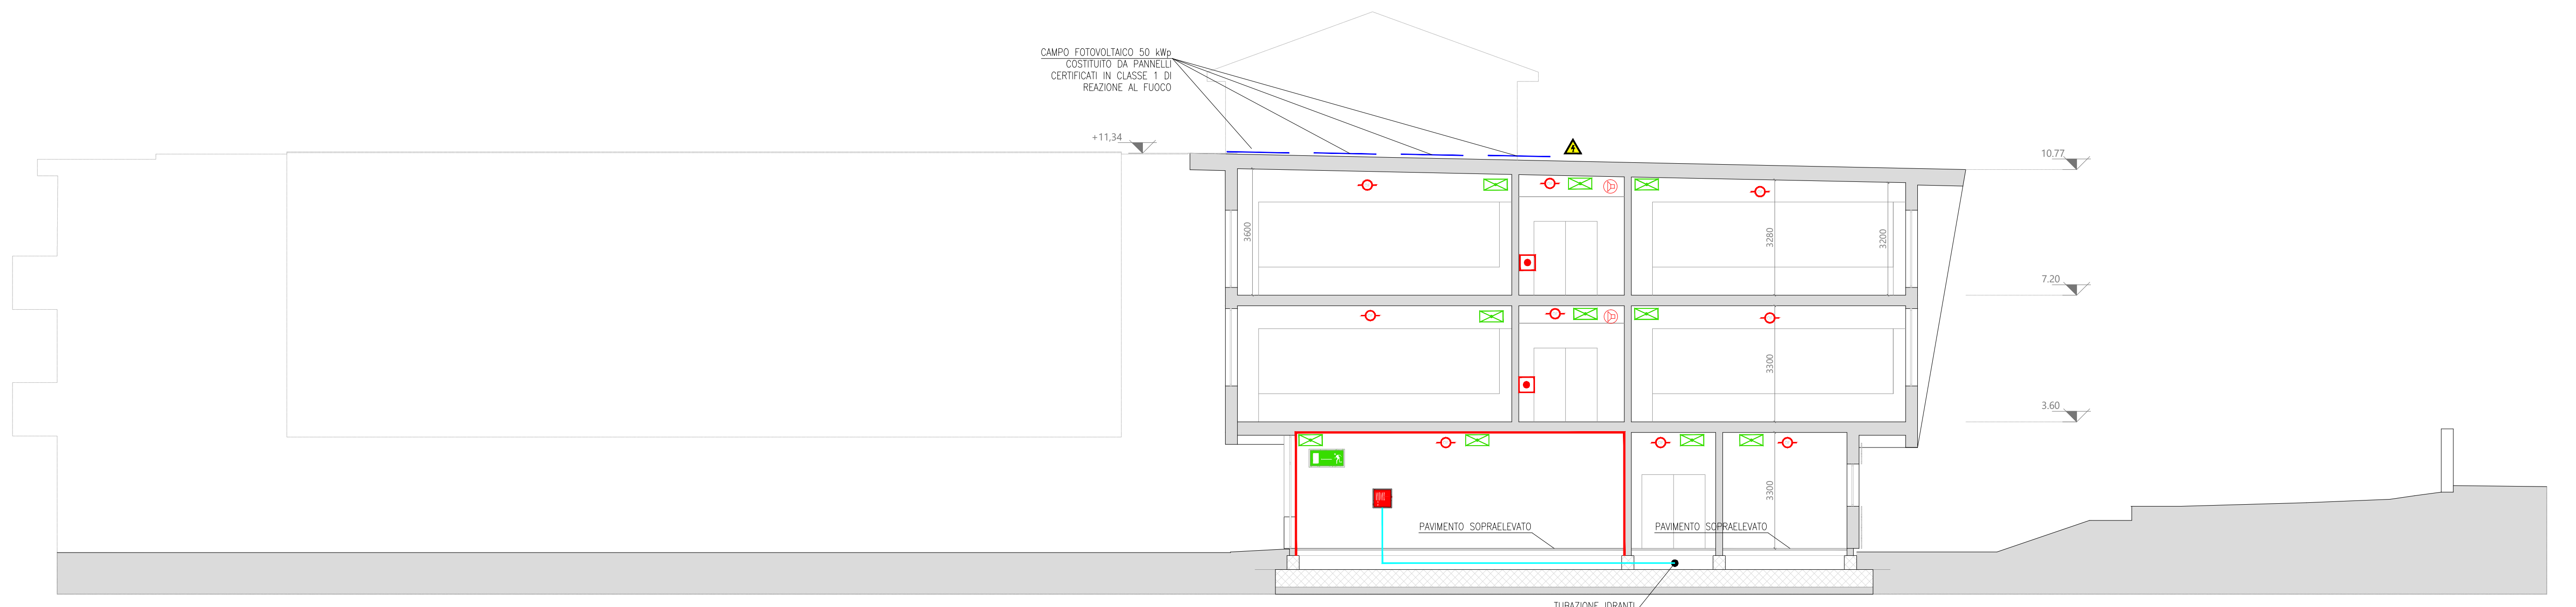 CAMPO FOTOVOLTAICO 50 kWp
COSTITUITO DA PANNELLI
CERTIFICATI IN CLASSE 1 DI
REAZIONE AL FUOCO
+11,34
10.77
3600
3280
3200
7.20
3300
3.60
3300
PAVIMENTO SOPRAELEVATO
PAVIMENTO SOPRAELEVATO
TUBAZIONE IDRANTI